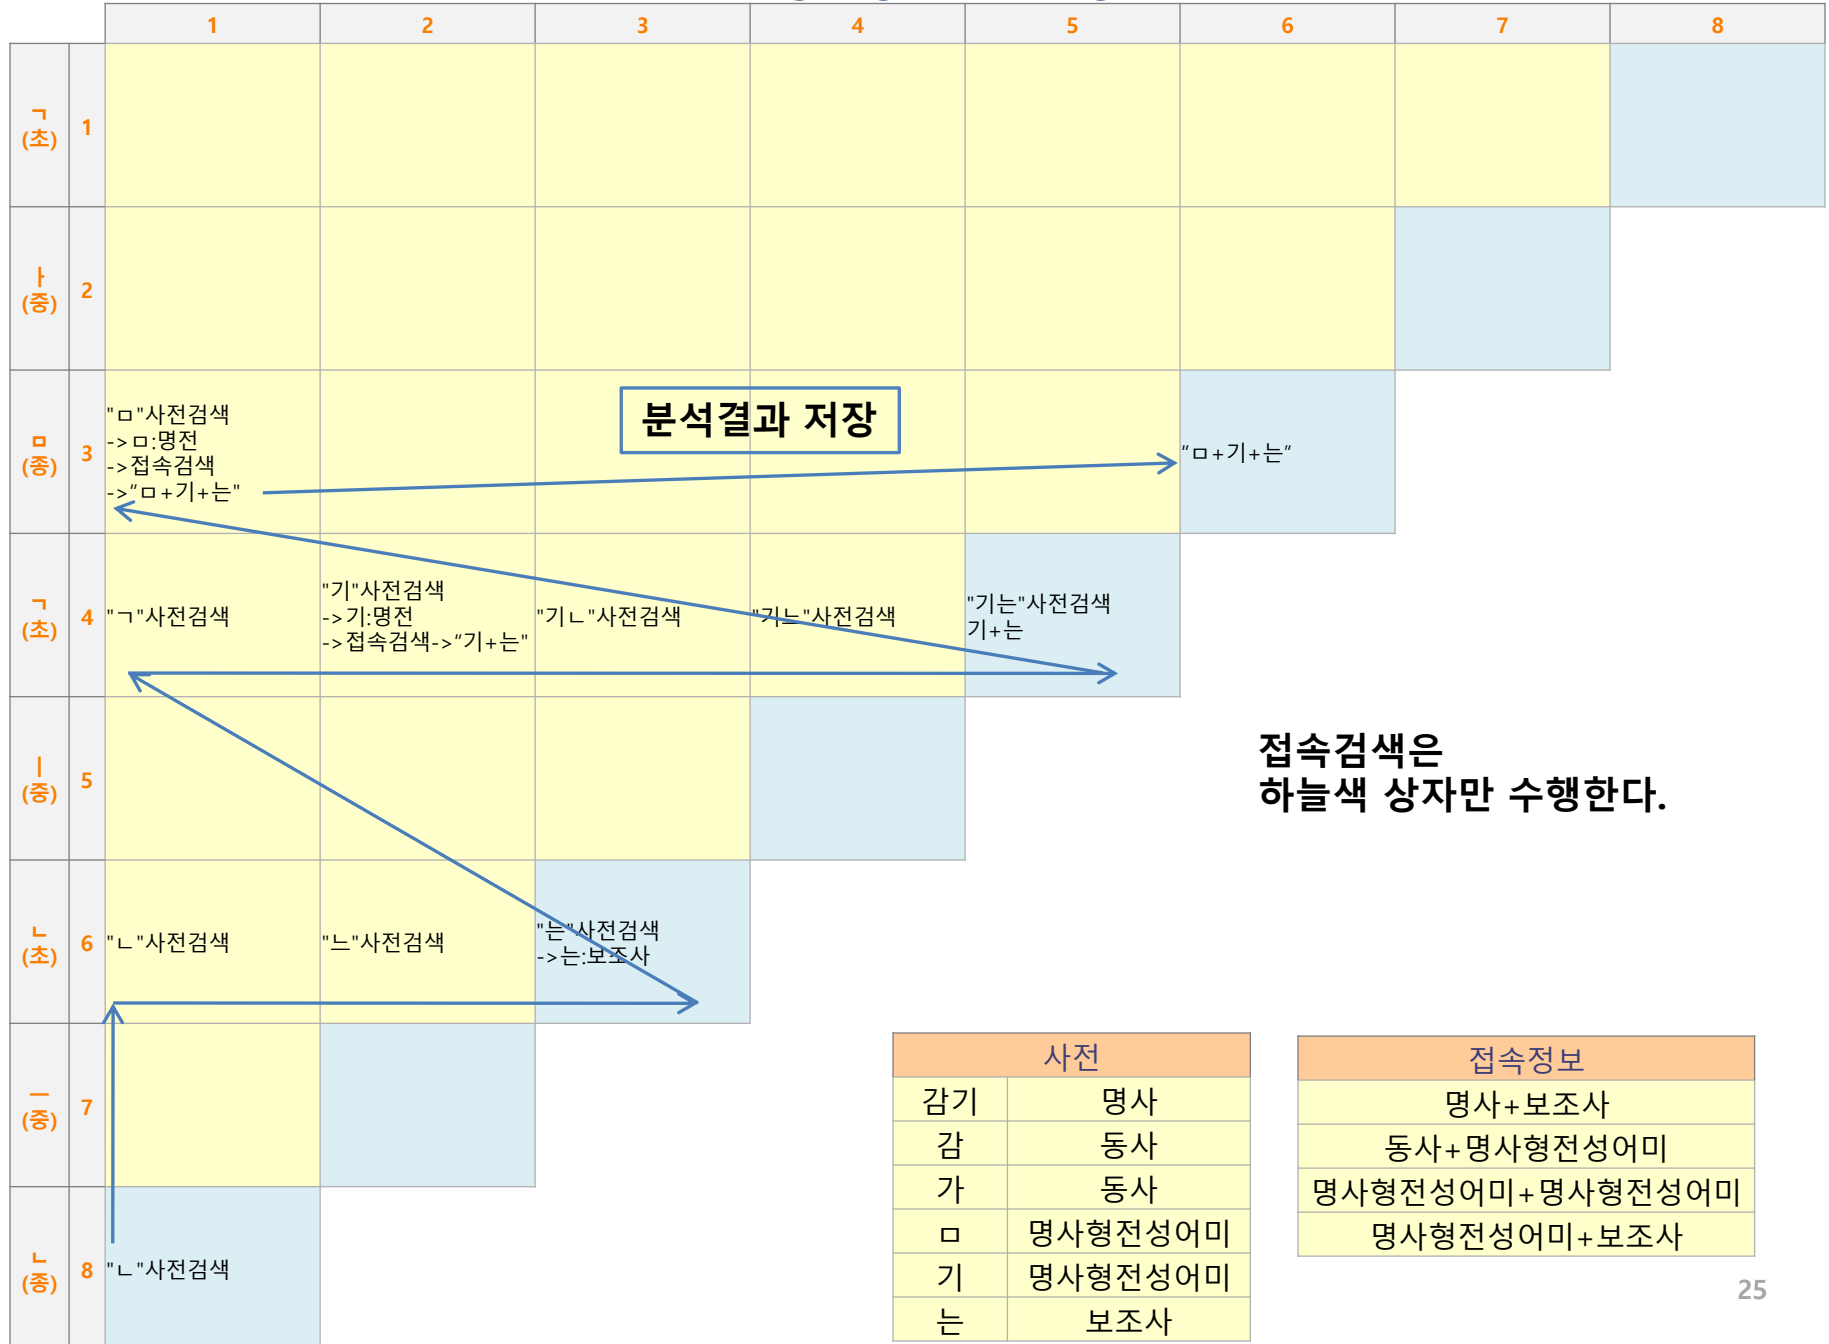 1 2 3 4 5 6 7 8
ㄱ
(초) 1
ㅏ
(중) 2
ㅁ
(종) 3
"ㅁ"사전검색
->ㅁ:명전
->접속검색
->“ㅁ+기+는"
분석결과 저장
“ㅁ+기+는”
ㄱ
(초) 4
"ㄱ"사전검색
"기"사전검색
->기:명전
->접속검색->“기+는"
"기ㄴ"사전검색
"기느"사전검색
"기는"사전검색
기+는
ㅣ
(중) 5
접속검색은
하늘색 상자만 수행한다.
ㄴ
(초) 6
"ㄴ"사전검색
"느"사전검색
"는"사전검색
->는:보조사
ㅡ
(중) 7
ㄴ
(종) 8
"ㄴ"사전검색
사전
감기 명사
감 동사
가 동사
ㅁ 명사형전성어미
기 명사형전성어미
는 보조사
접속정보
명사+보조사
동사+명사형전성어미
명사형전성어미+명사형전성어미
명사형전성어미+보조사
25